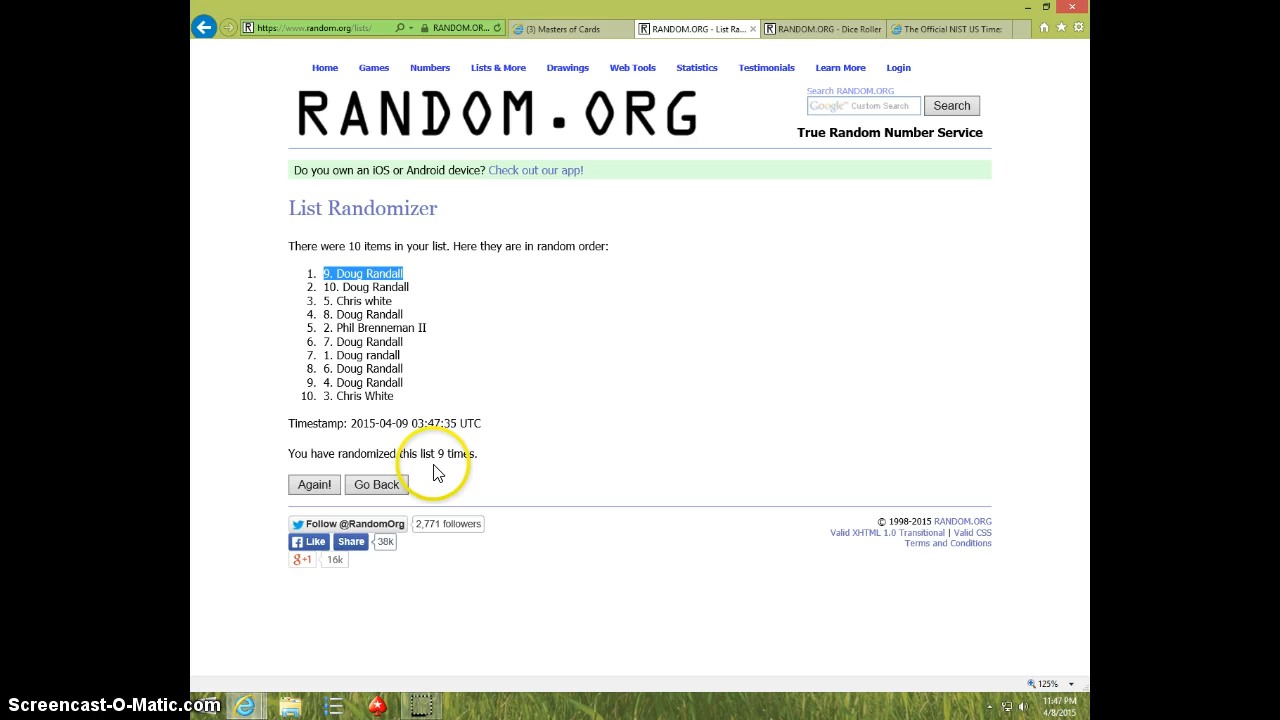 https://www.random.org/lists/
RANDOM.OR...
(3) Masters of Cards
RANDOM.ORG - List Ra...
RANDOM.ORG - Dice Roller
The Official NIST US Time:
Home Games Numbers Lists & More Drawings Web Tools Statistics Testimonials Learn More Login
RANDOM.ORG
Search RANDOM.ORG
Google™ Custom Search
Search
True Random Number Service
Do you own an iOS or Android device? Check out our app!
List Randomizer
There were 10 items in your list. Here they are in random order:
1. 9. Doug Randall
2. 10. Doug Randall
3. 5. Chris white
4. 8. Doug Randall
5. 2. Phil Brenneman II
6. 7. Doug Randall
7. 1. Doug randall
8. 6. Doug Randall
9. 4. Doug Randall
10. 3. Chris White
Timestamp: 2015-04-09 03:47:35 UTC
You have randomized this list 9 times.
Again! Go Back
Follow @RandomOrg 2,771 followers
Like Share 38k
g+1 16k
© 1998-2015 RANDOM.ORG
Valid XHTML 1.0 Transitional | Valid CSS
Terms and Conditions
125%
11:47 PM
4/8/2015
Screencast-O-Matic.com